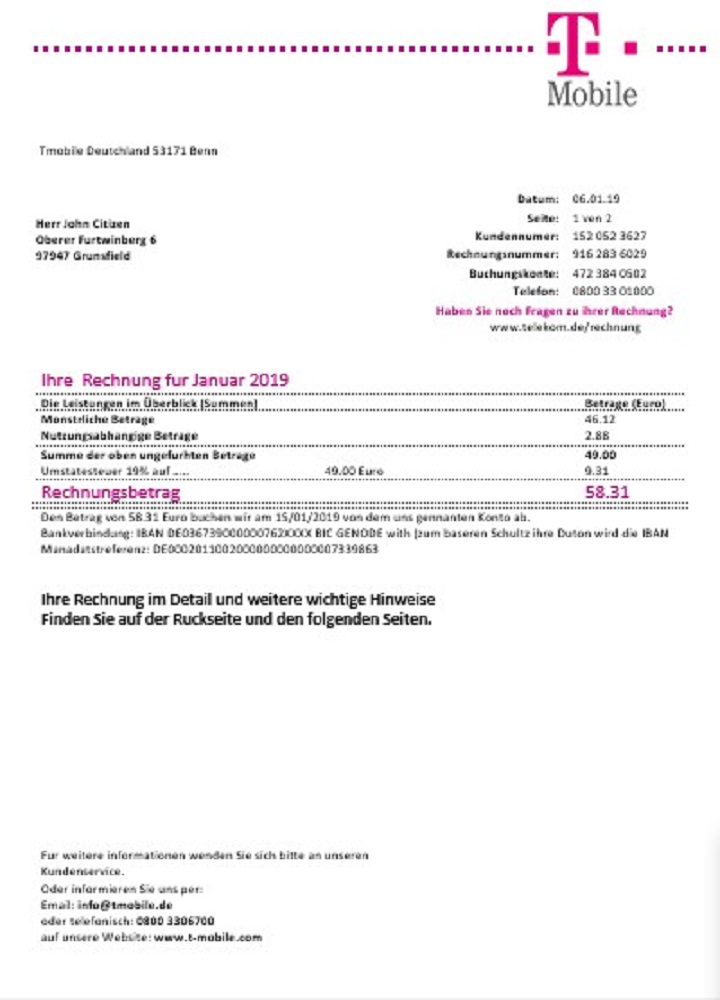 T
Mobile
Tmobile Deutchland 53171 Benn
Datum: 06.01.19
Seite: 1 ven 2
Herr John Citizen
Oberer Furtwinberg 6
97947 Grunsfield
Kundennumer: 152 052 3627
Rechnungsnummer: 916 283 6029
Buchungskonte: 472 384 0502
Telefon: 0800 33 01000
Haben Sie noch Fragen zu ihrer Rechnung?
www.telekom.de/rechnung
Ihre Rechnung fur Januar 2019
Die Leistungen im Überblick (Summen) Betrage (Euro)
Monstrliche Betrage 46.12
Nutzungsabhangige Betrage 2.88
Summe der oben ungefurhten Betrage 49.00
Umstatesteuer 19% auf ..... 49.00 Euro 9.31
Rechnungsbetrag 58.31
Den Betrag von 58.31 Euro buchen wir am 15/01/2019 von dem uns gennanten Konto ab.
Bankverbindung: IBAN BIC GENODE with (zum baseren Schultz ihre Duton wird die IBAN
Manadatstreferenz:
Ihre Rechnung im Detail und weitere wichtige Hinweise
Finden Sie auf der Ruckseite und den folgenden Seiten.
Fur weitere informationen wenden Sie sich bitte an unseren
Kundenservice.
Oder informieren Sie uns per:
Email: info@tmobile.de
oder telefonisch: 0800 3306700
auf unsere Website: www.t-mobile.com